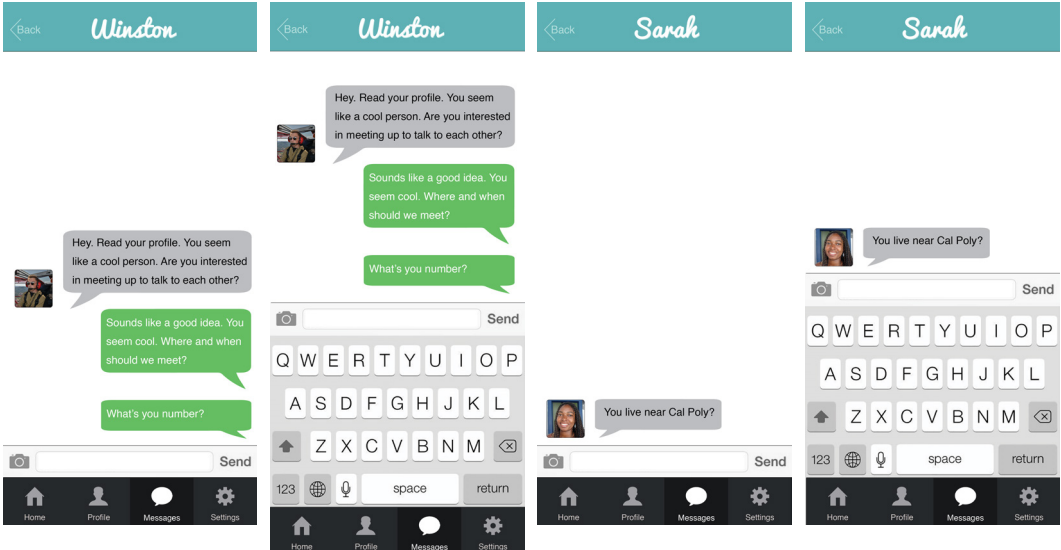 Back
Winston
Hey. Read your profile. You seem
like a cool person. Are you interested
in meeting up to talk to each other?
Sounds like a good idea. You
seem cool. Where and when
should we meet?
What's you number?
Send
Home Profile Messages Settings
Back
Winston
Hey. Read your profile. You seem
like a cool person. Are you interested
in meeting up to talk to each other?
Sounds like a good idea. You
seem cool. Where and when
should we meet?
What's you number?
Send
Q W E R T Y U I O P
A S D F G H J K L
Z X C V B N M
123 space return
Home Profile Messages Settings
Back
Sarah
You live near Cal Poly?
Send
Home Profile Messages Settings
Back
Sarah
You live near Cal Poly?
Send
Q W E R T Y U I O P
A S D F G H J K L
Z X C V B N M
123 space return
Home Profile Messages Settings